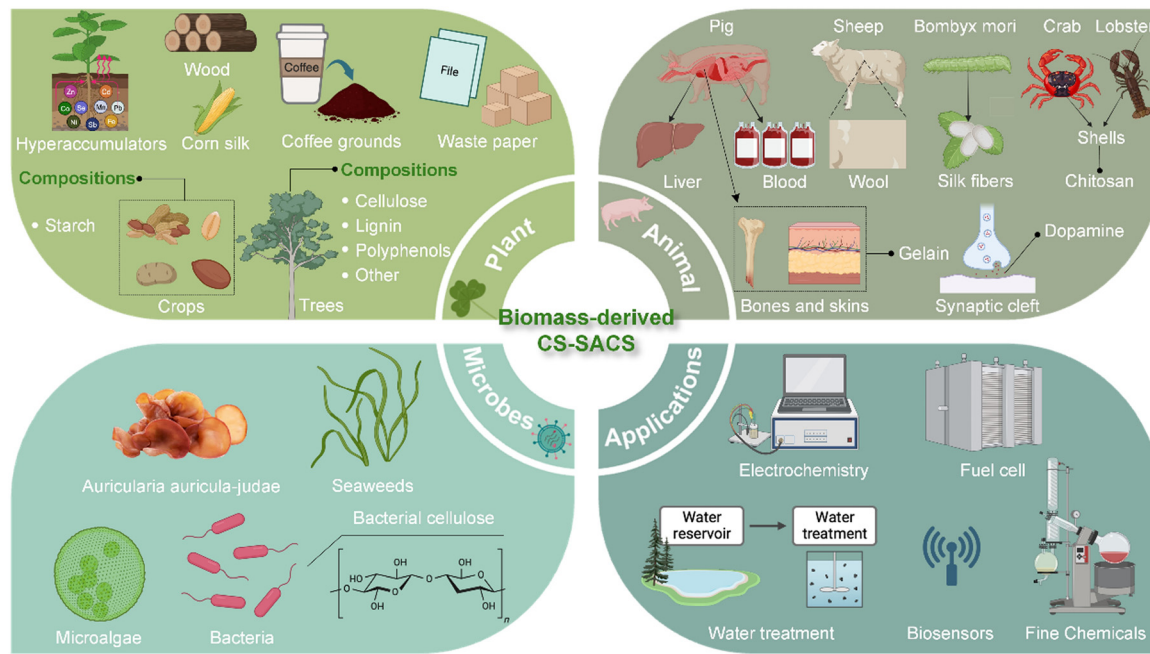 Coffee
File
Zn
Cd
Co
Se
Mn
Pb
Ni
Sb
Fe
Wood
Hyperaccumulators
Corn silk
Coffee grounds
Waste paper
Compositions
• Starch
Crops
Compositions
• Cellulose
• Lignin
• Polyphenols
• Other
Trees
Plant
Pig
Sheep
Bombyx mori
Crab
Lobster
Liver
Blood
Wool
Silk fibers
Shells
Chitosan
Gelain
Dopamine
Bones and skins
Synaptic cleft
Animal
Biomass-derived
CS-SACS
Microbes
Auricularia auricula-judae
Seaweeds
Bacterial cellulose
OH
OH
O
HO
O
O
HO
O
O
OH
OH
n
Microalgae
Bacteria
Applications
Electrochemistry
Fuel cell
Water
reservoir
Water
treatment
Water treatment
Biosensors
Fine Chemicals